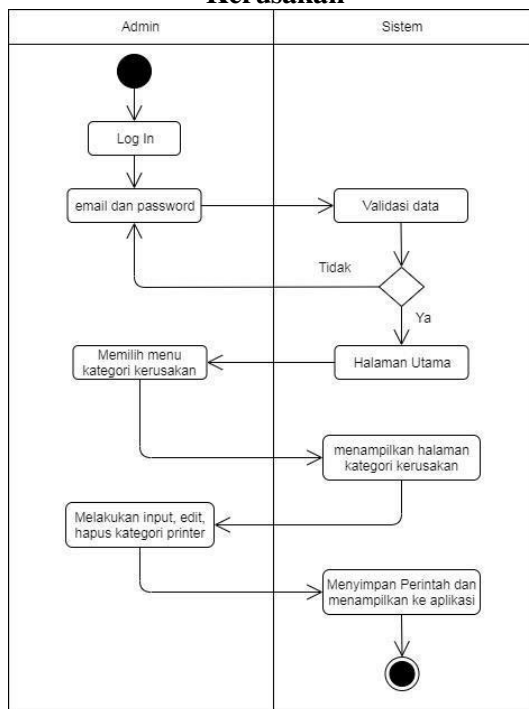 Kerusakan
Admin
Sistem
Log In
email dan password
Validasi data
Tidak
Ya
Halaman Utama
Memilih menu
kategori kerusakan
menampilkan halaman
kategori kerusakan
Melakukan input, edit,
hapus kategori printer
Menyimpan Perintah dan
menampilkan ke aplikasi